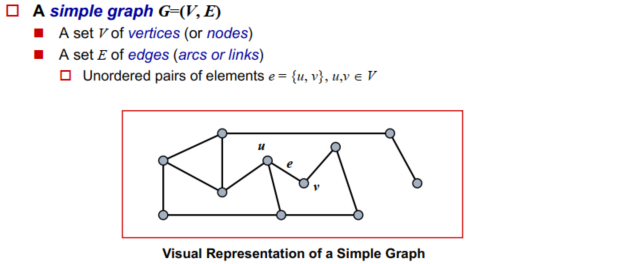 A simple graph G=(V, E)
A set V of vertices (or nodes)
A set E of edges (arcs or links)
Unordered pairs of elements e = {u, v}, u,v ∈ V
u
e
v
Visual Representation of a Simple Graph